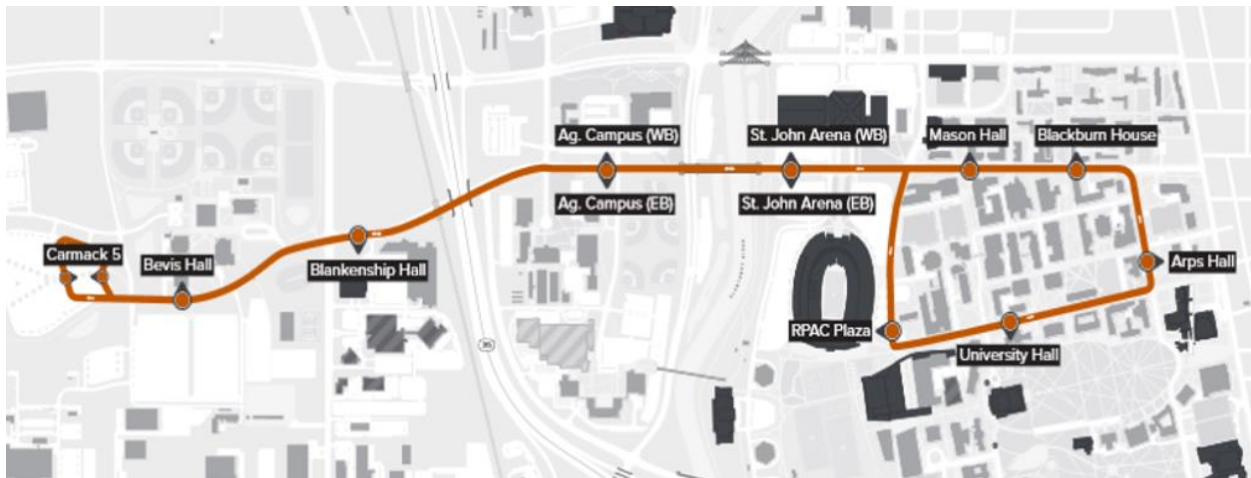 Ag. Campus (WB)
St. John Arena (WB)
Mason Hall
Blackburn House
Ag. Campus (EB)
St. John Arena (EB)
Carmack 5
Bevis Hall
Blankenship Hall
Arps Hall
RPAC Plaza
University Hall
315